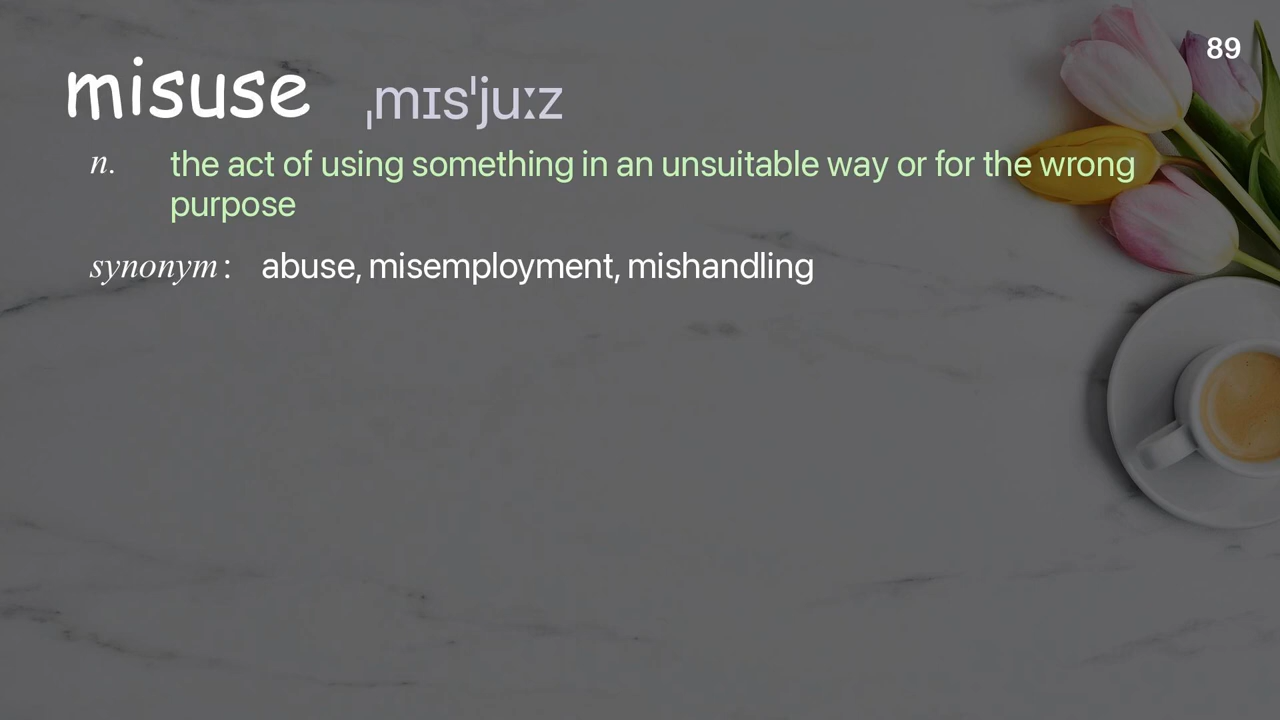 89
misuse ˌmɪsˈjuːz
n. the act of using something in an unsuitable way or for the wrong
purpose
synonym: abuse, misemployment, mishandling